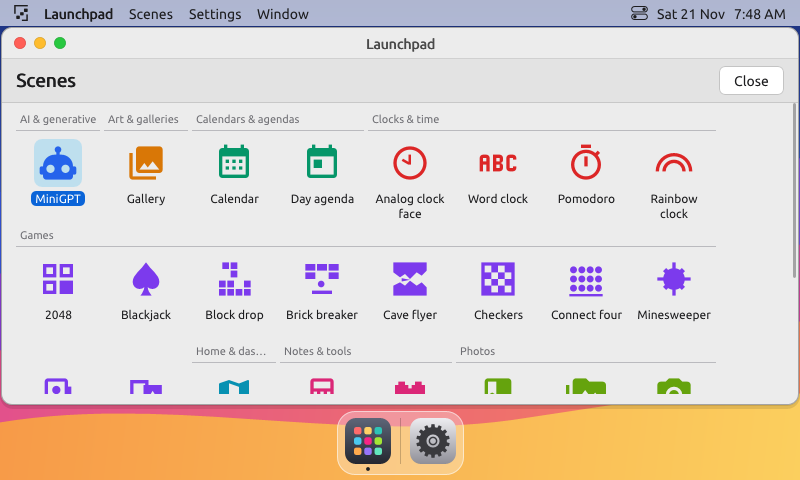 Launchpad Scenes Settings Window Sat 21 Nov 7:48 AM
Launchpad
Scenes Close
AI & generative Art & galleries Calendars & agendas Clocks & time
ABC
MiniGPT Gallery Calendar Day agenda Analog clock face Word clock Pomodoro Rainbow clock
Games
2048 Blackjack Block drop Brick breaker Cave flyer Checkers Connect four Minesweeper
Home & das... Notes & tools Photos